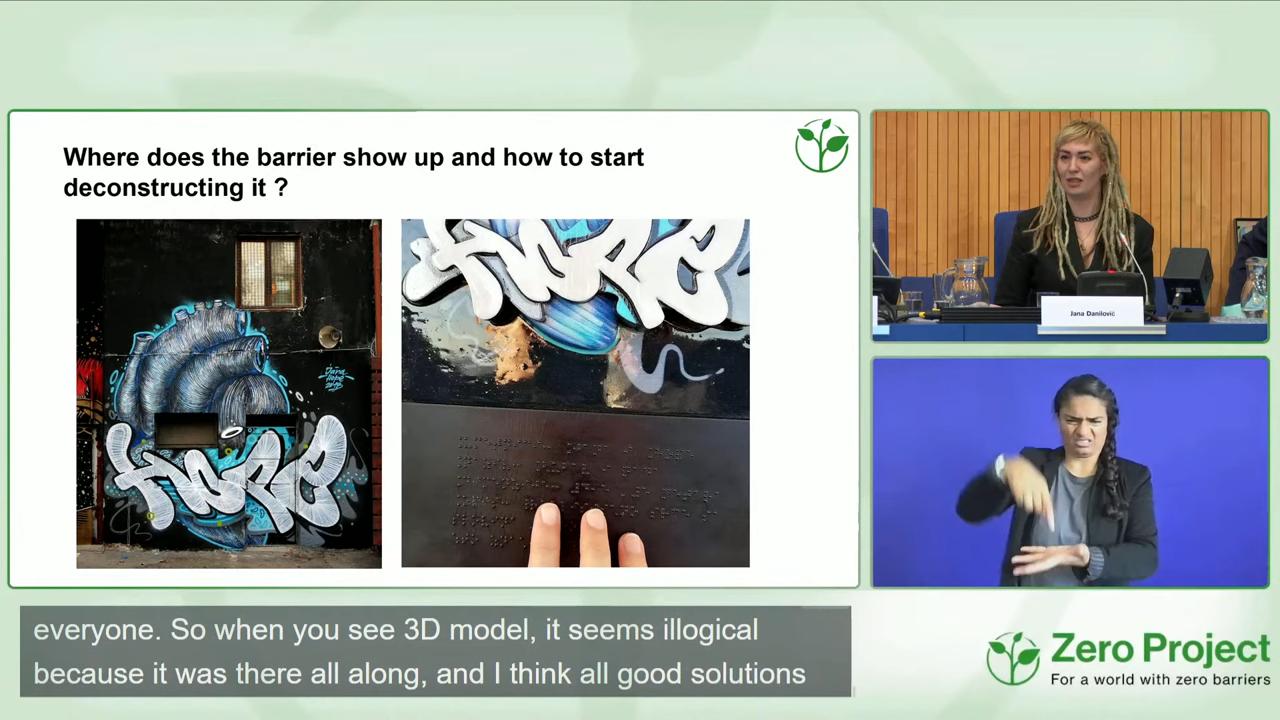 Where does the barrier show up and how to start
deconstructing it ?
Jana Danilović
everyone. So when you see 3D model, it seems illogical
because it was there all along, and I think all good solutions
Zero Project
For a world with zero barriers